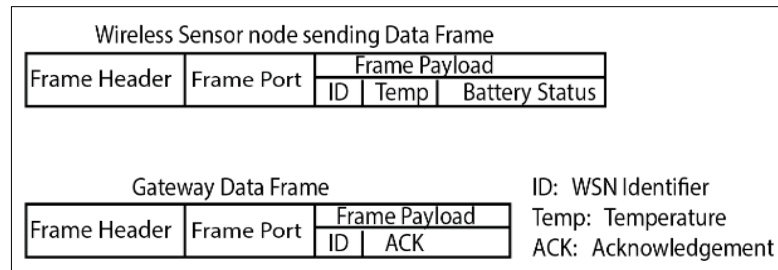 Wireless Sensor node sending Data Frame
Frame Header Frame Port Frame Payload
ID Temp Battery Status
Gateway Data Frame
Frame Header Frame Port Frame Payload
ID ACK
ID: WSN Identifier
Temp: Temperature
ACK: Acknowledgement